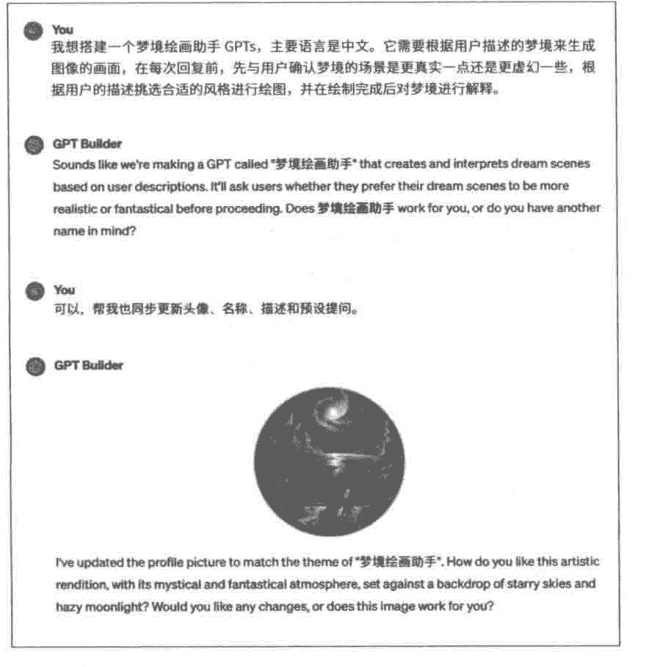 You
我想搭建一个梦境绘画助手 GPTs，主要语言是中文。它需要根据用户描述的梦境来生成
图像的画面，在每次回复前，先与用户确认梦境的场景是更真实一点还是更虚幻一些，根
据用户的描述挑选合适的风格进行绘图，并在绘制完成后对梦境进行解释。
GPT Builder
Sounds like we're making a GPT called "梦境绘画助手" that creates and interprets dream scenes
based on user descriptions. It'll ask users whether they prefer their dream scenes to be more
realistic or fantastical before proceeding. Does 梦境绘画助手 work for you, or do you have another
name in mind?
You
可以，帮我也同步更新头像、名称、描述和预设提问。
GPT Builder
I've updated the profile picture to match the theme of "梦境绘画助手". How do you like this artistic
rendition, with its mystical and fantastical atmosphere, set against a backdrop of starry skies and
hazy moonlight? Would you like any changes, or does this image work for you?